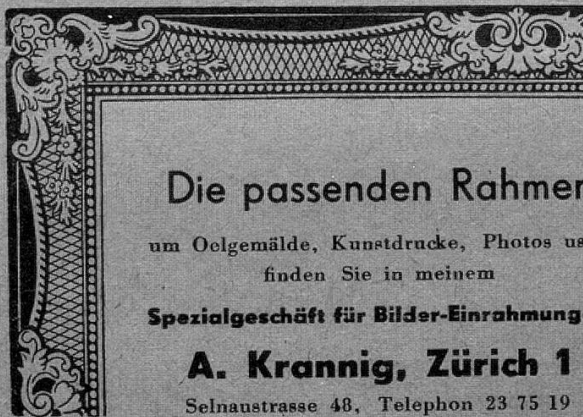 Die passenden Rahmen
um Oelgemälde, Kunstdrucke, Photos us
finden Sie in meinem
Spezialgeschäft für Bilder-Einrahmung
A. Krannig, Zürich 1
Selnaustrasse 48, Telephon 23 75 19